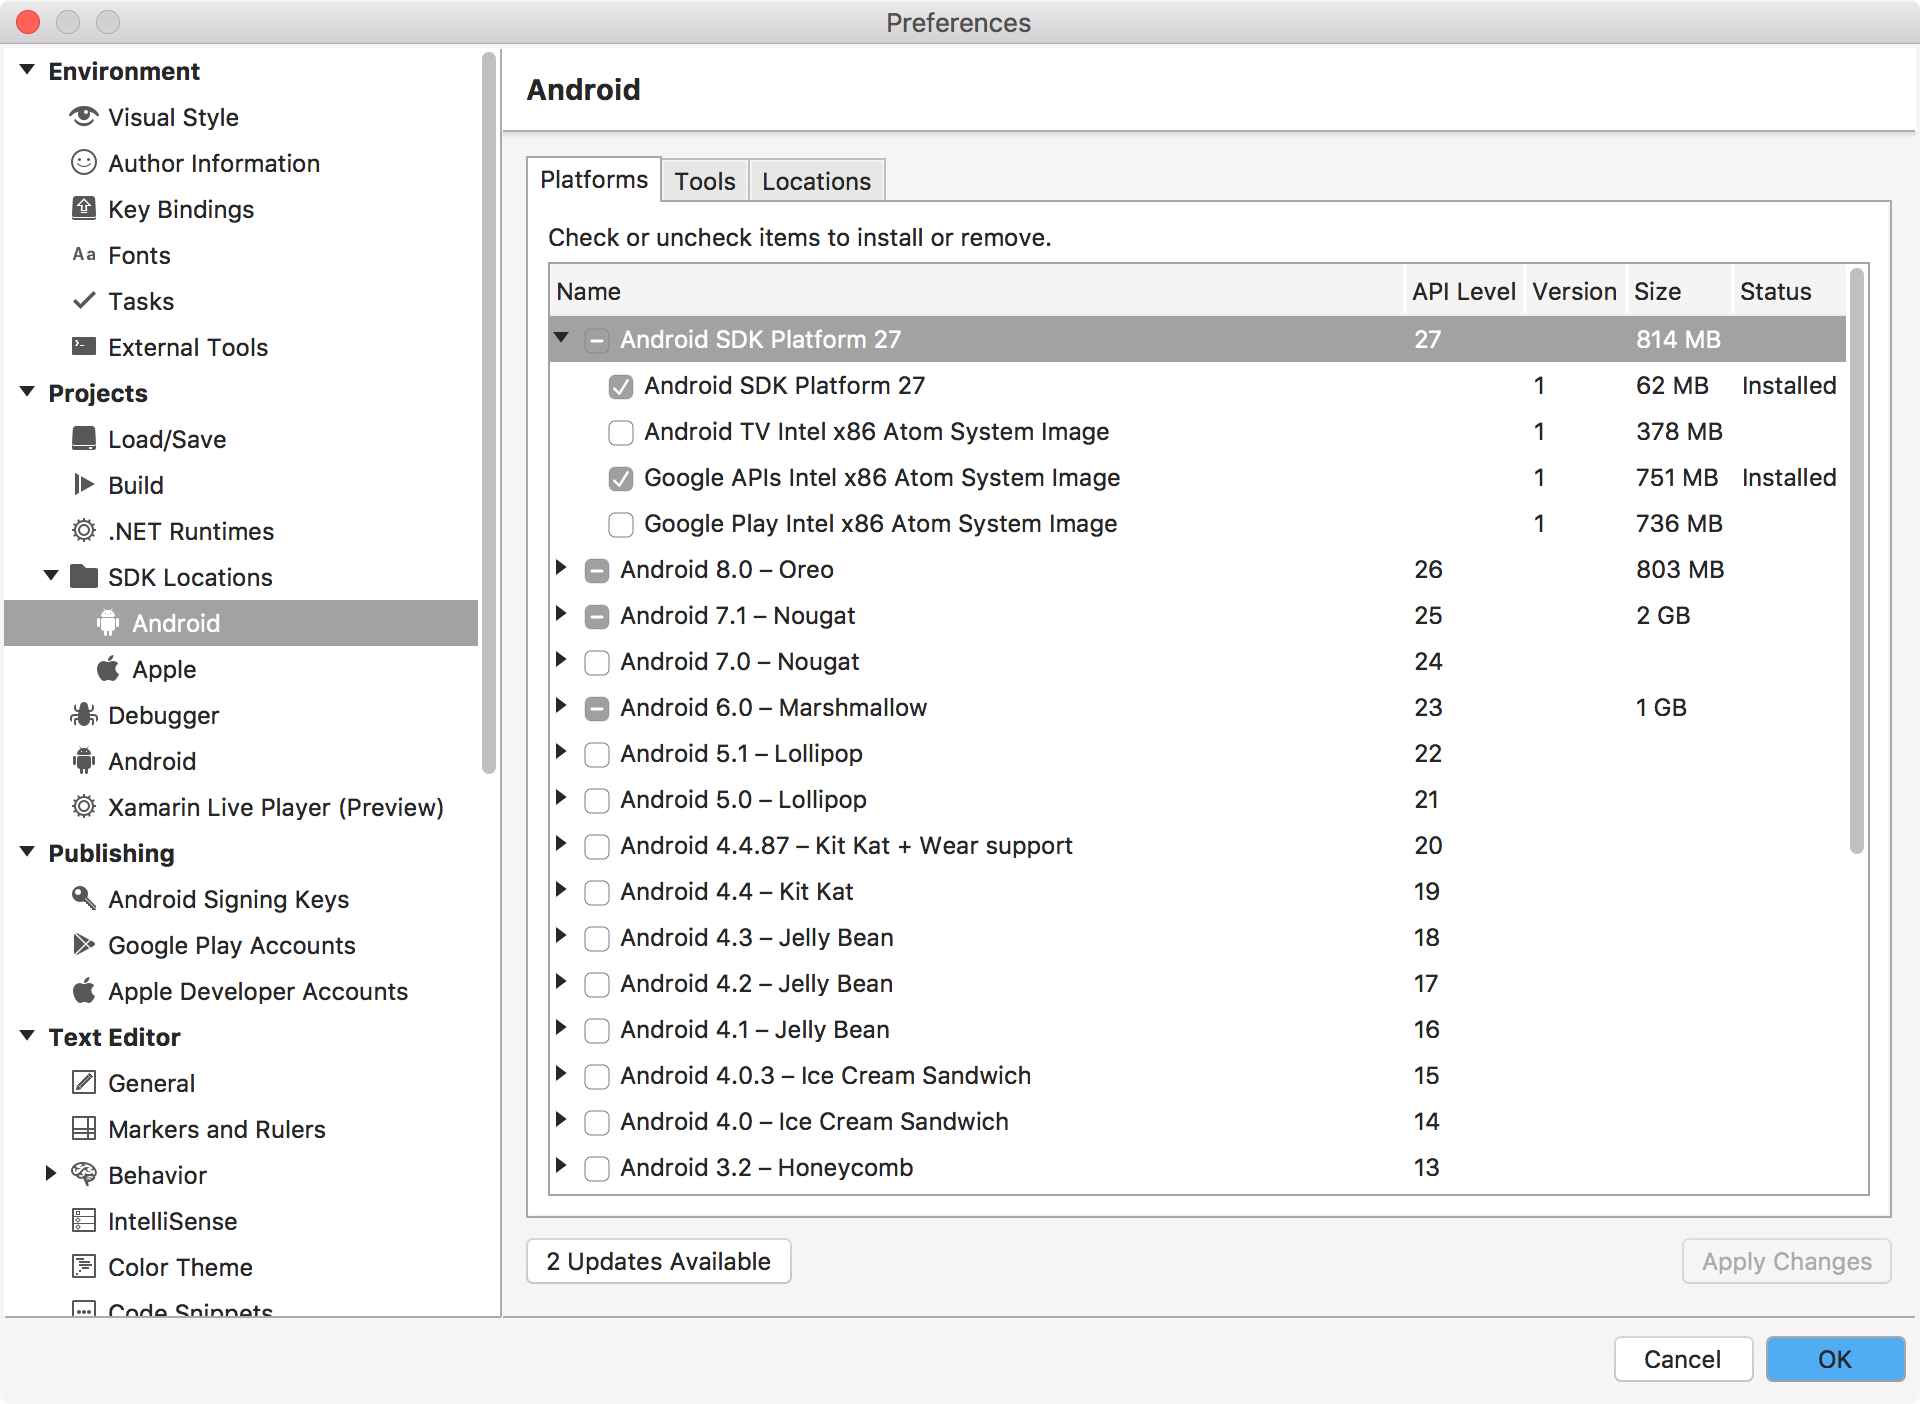 Preferences
Environment
Visual Style
Author Information
Key Bindings
Aa Fonts
Tasks
External Tools
Projects
Load/Save
Build
.NET Runtimes
SDK Locations
Android
Apple
Debugger
Android
Xamarin Live Player (Preview)
Publishing
Android Signing Keys
Google Play Accounts
Apple Developer Accounts
Text Editor
General
Markers and Rulers
Behavior
IntelliSense
Color Theme
Code Snippets
Android
Platforms Tools Locations
Check or uncheck items to install or remove.
Name API Level Version Size Status
Android SDK Platform 27 27 814 MB
Android SDK Platform 27 1 62 MB Installed
Android TV Intel x86 Atom System Image 1 378 MB
Google APIs Intel x86 Atom System Image 1 751 MB Installed
Google Play Intel x86 Atom System Image 1 736 MB
Android 8.0 – Oreo 26 803 MB
Android 7.1 – Nougat 25 2 GB
Android 7.0 – Nougat 24
Android 6.0 – Marshmallow 23 1 GB
Android 5.1 – Lollipop 22
Android 5.0 – Lollipop 21
Android 4.4.87 – Kit Kat + Wear support 20
Android 4.4 – Kit Kat 19
Android 4.3 – Jelly Bean 18
Android 4.2 – Jelly Bean 17
Android 4.1 – Jelly Bean 16
Android 4.0.3 – Ice Cream Sandwich 15
Android 4.0 – Ice Cream Sandwich 14
Android 3.2 – Honeycomb 13
2 Updates Available
Apply Changes
Cancel
OK